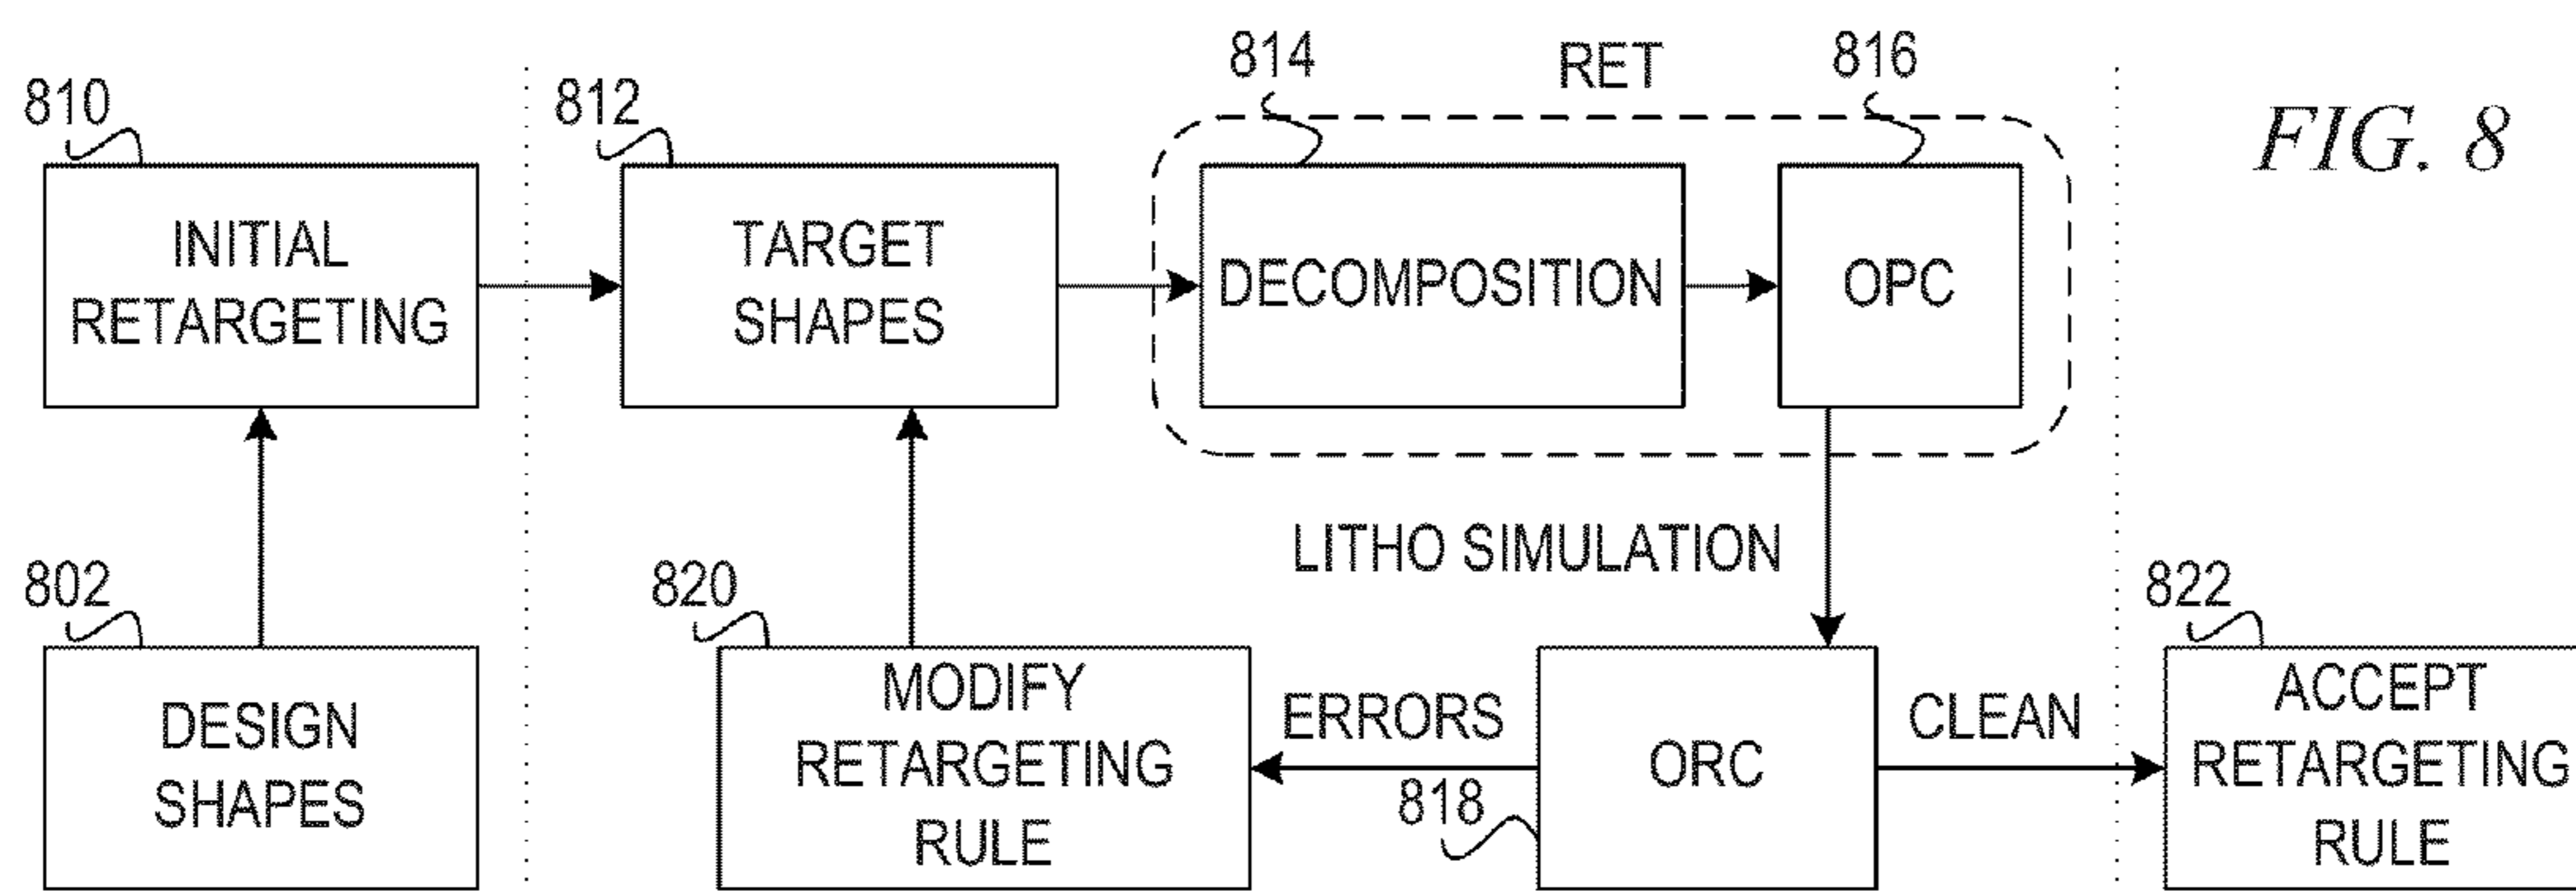 810
INITIAL
RETARGETING
812
TARGET
SHAPES
RET
814
DECOMPOSITION
816
OPC
FIG. 8
802
DESIGN
SHAPES
820
MODIFY
RETARGETING
RULE
LITHO SIMULATION
ERRORS
818
ORC
CLEAN
822
ACCEPT
RETARGETING
RULE